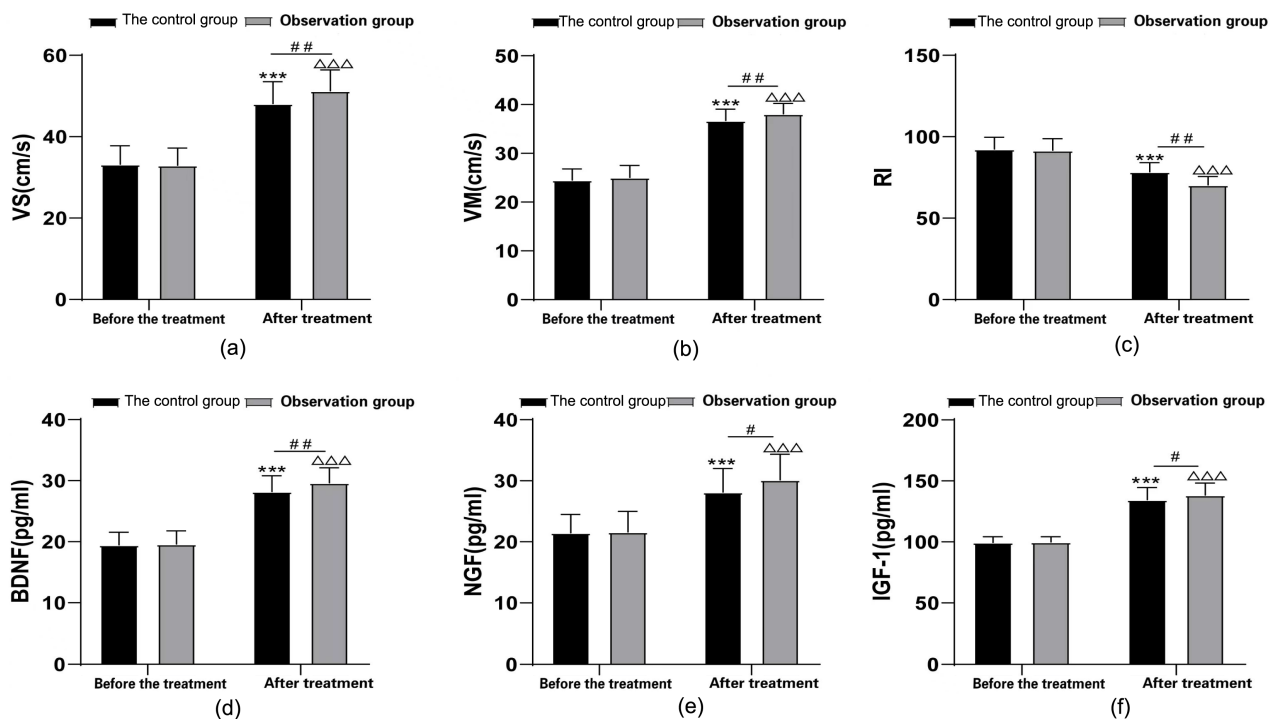 The control group Observation group
VS(cm/s)
60
40
20
0
***
##
△△△
Before the treatment After treatment
(a)
The control group Observation group
VM(cm/s)
50
40
30
20
10
0
***
##
△△△
Before the treatment After treatment
(b)
The control group Observation group
RI
150
100
50
0
***
##
△△△
Before the treatment After treatment
(c)
The control group Observation group
BDNF(pg/ml)
40
30
20
10
0
***
##
△△△
Before the treatment After treatment
(d)
The control group Observation group
NGF(pg/ml)
40
30
20
10
0
***
#
△△△
Before the treatment After treatment
(e)
The control group Observation group
IGF-1(pg/ml)
200
150
100
50
0
***
#
△△△
Before the treatment After treatment
(f)